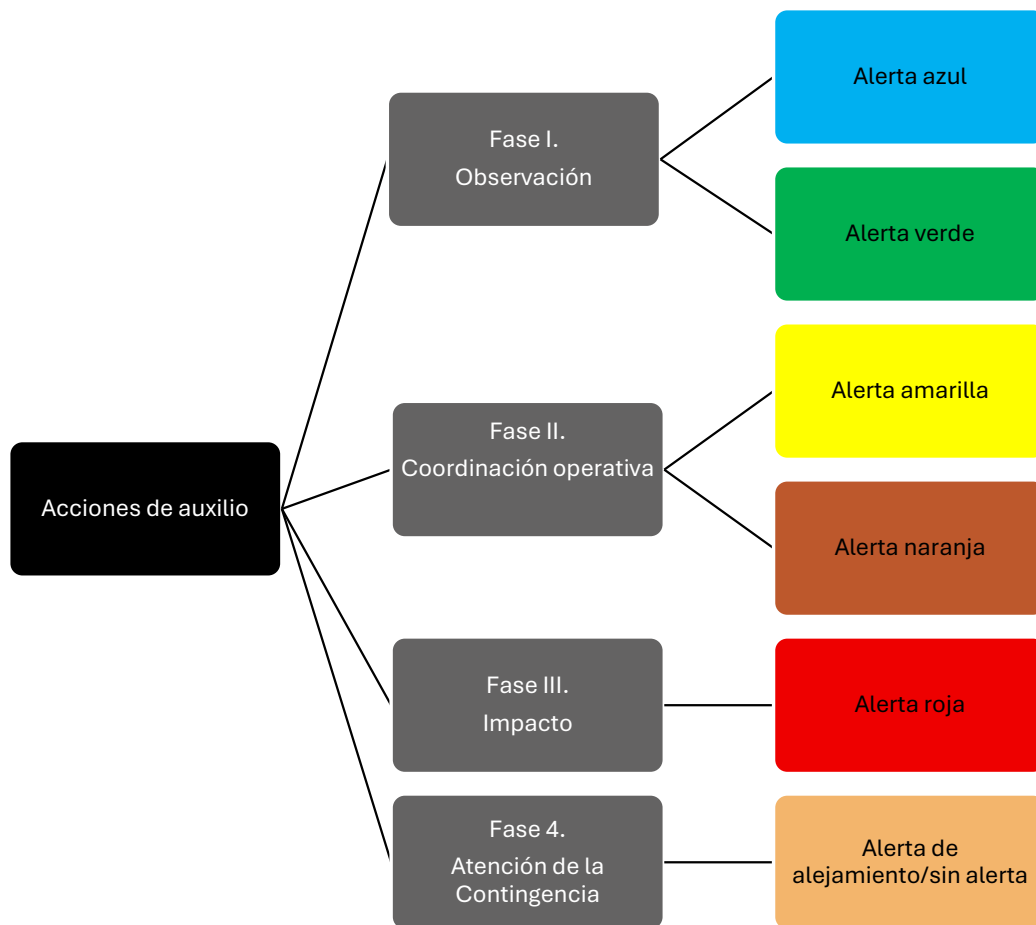 Acciones de auxilio
Fase I.
Observación
Alerta azul
Alerta verde
Fase II.
Coordinación operativa
Alerta amarilla
Alerta naranja
Fase III.
Impacto
Alerta roja
Fase 4.
Atención de la
Contingencia
Alerta de
alejamiento/sin alerta